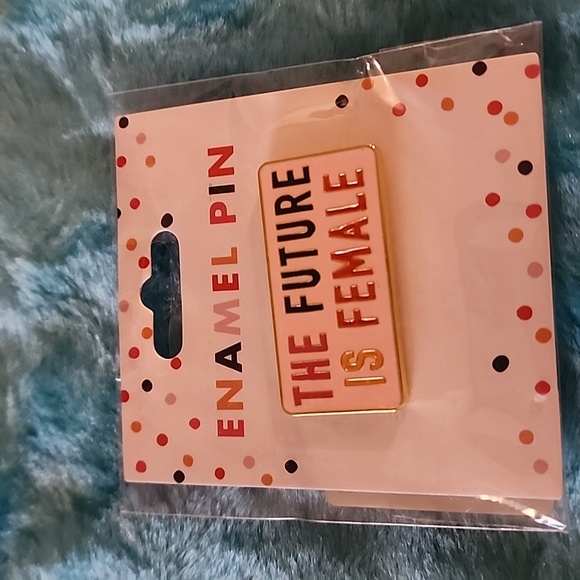 ENAMEL PIN
THE FUTURE
IS FEMALE